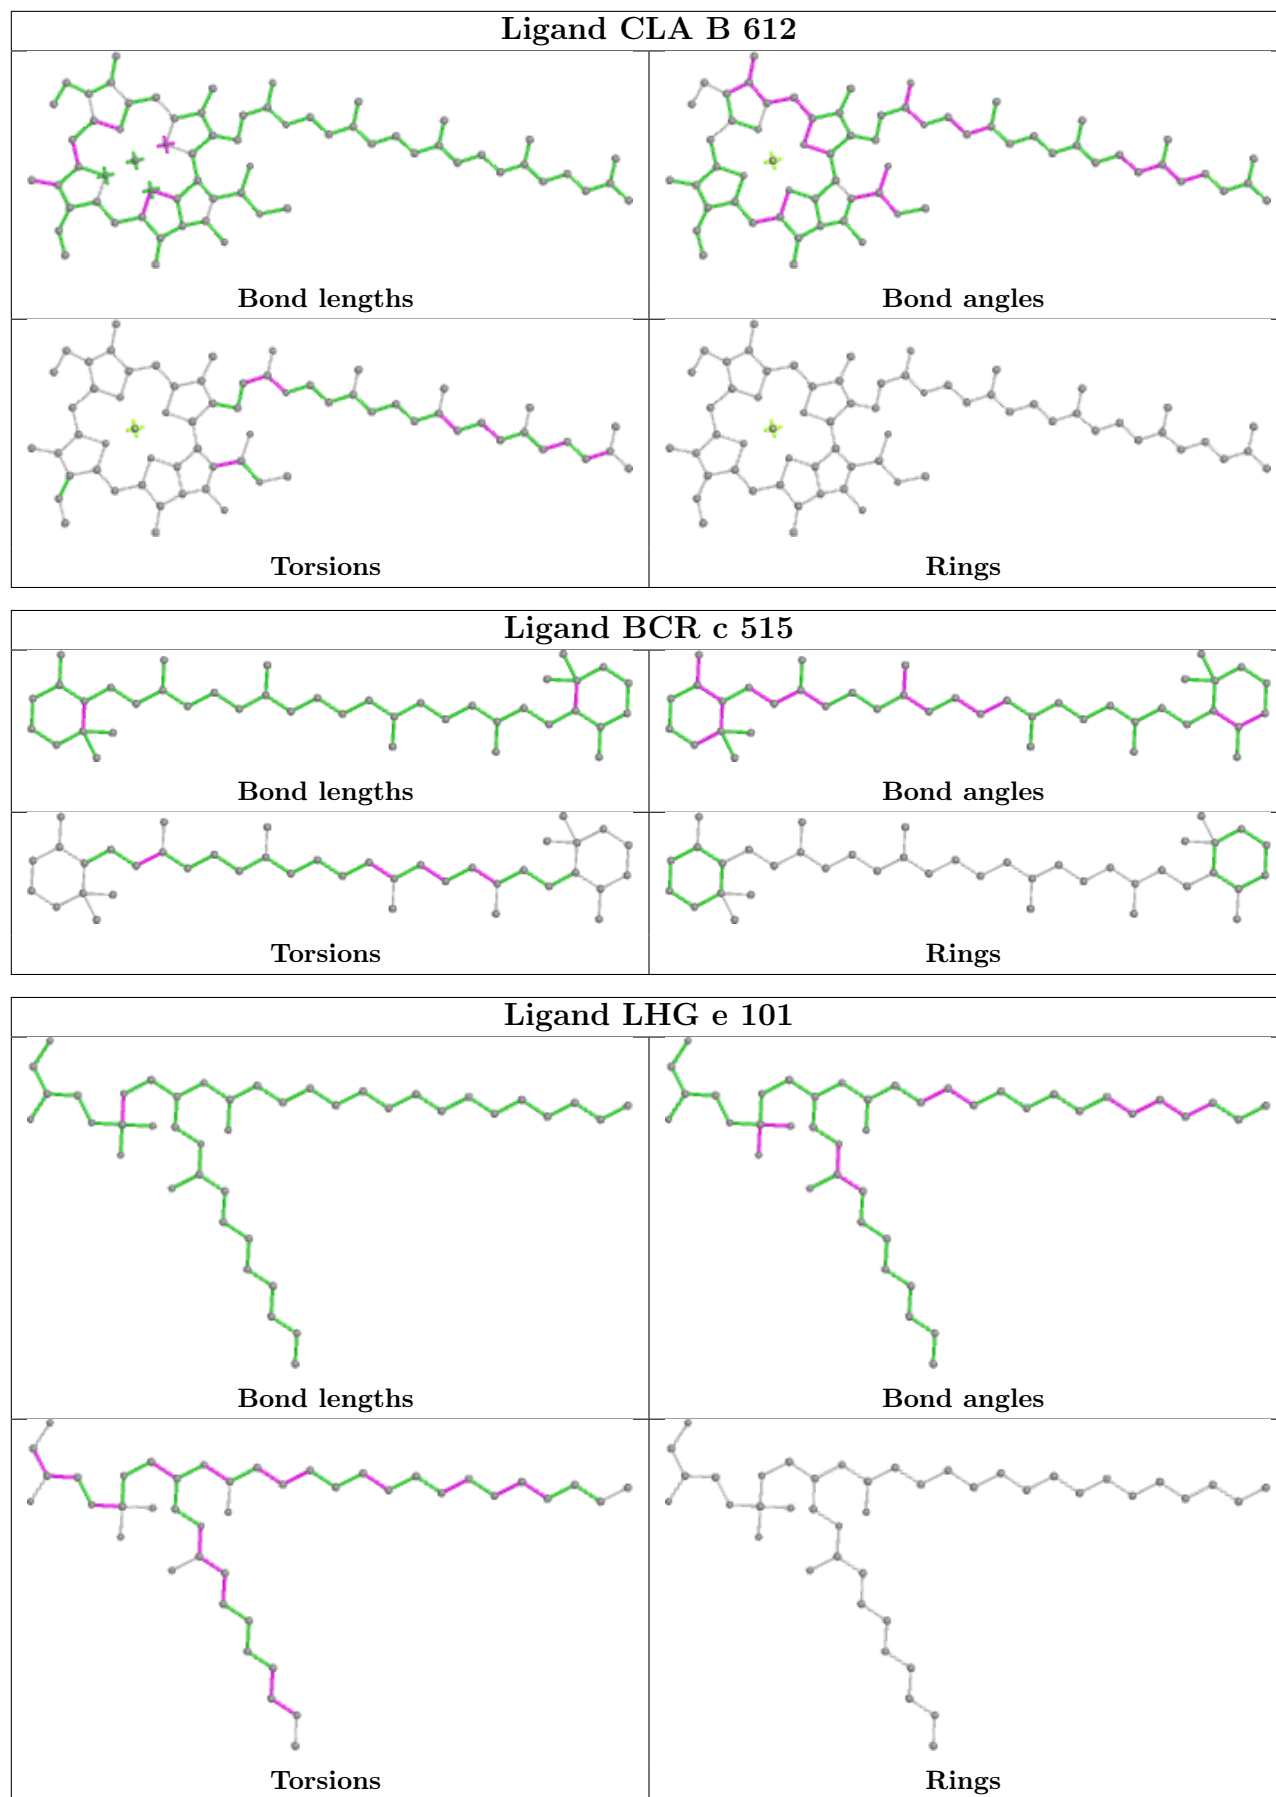 Ligand CLA B 612
Bond lengths
Bond angles
Torsions
Rings
Ligand BCR c 515
Bond lengths
Bond angles
Torsions
Rings
Ligand LHG e 101
Bond lengths
Bond angles
Torsions
Rings